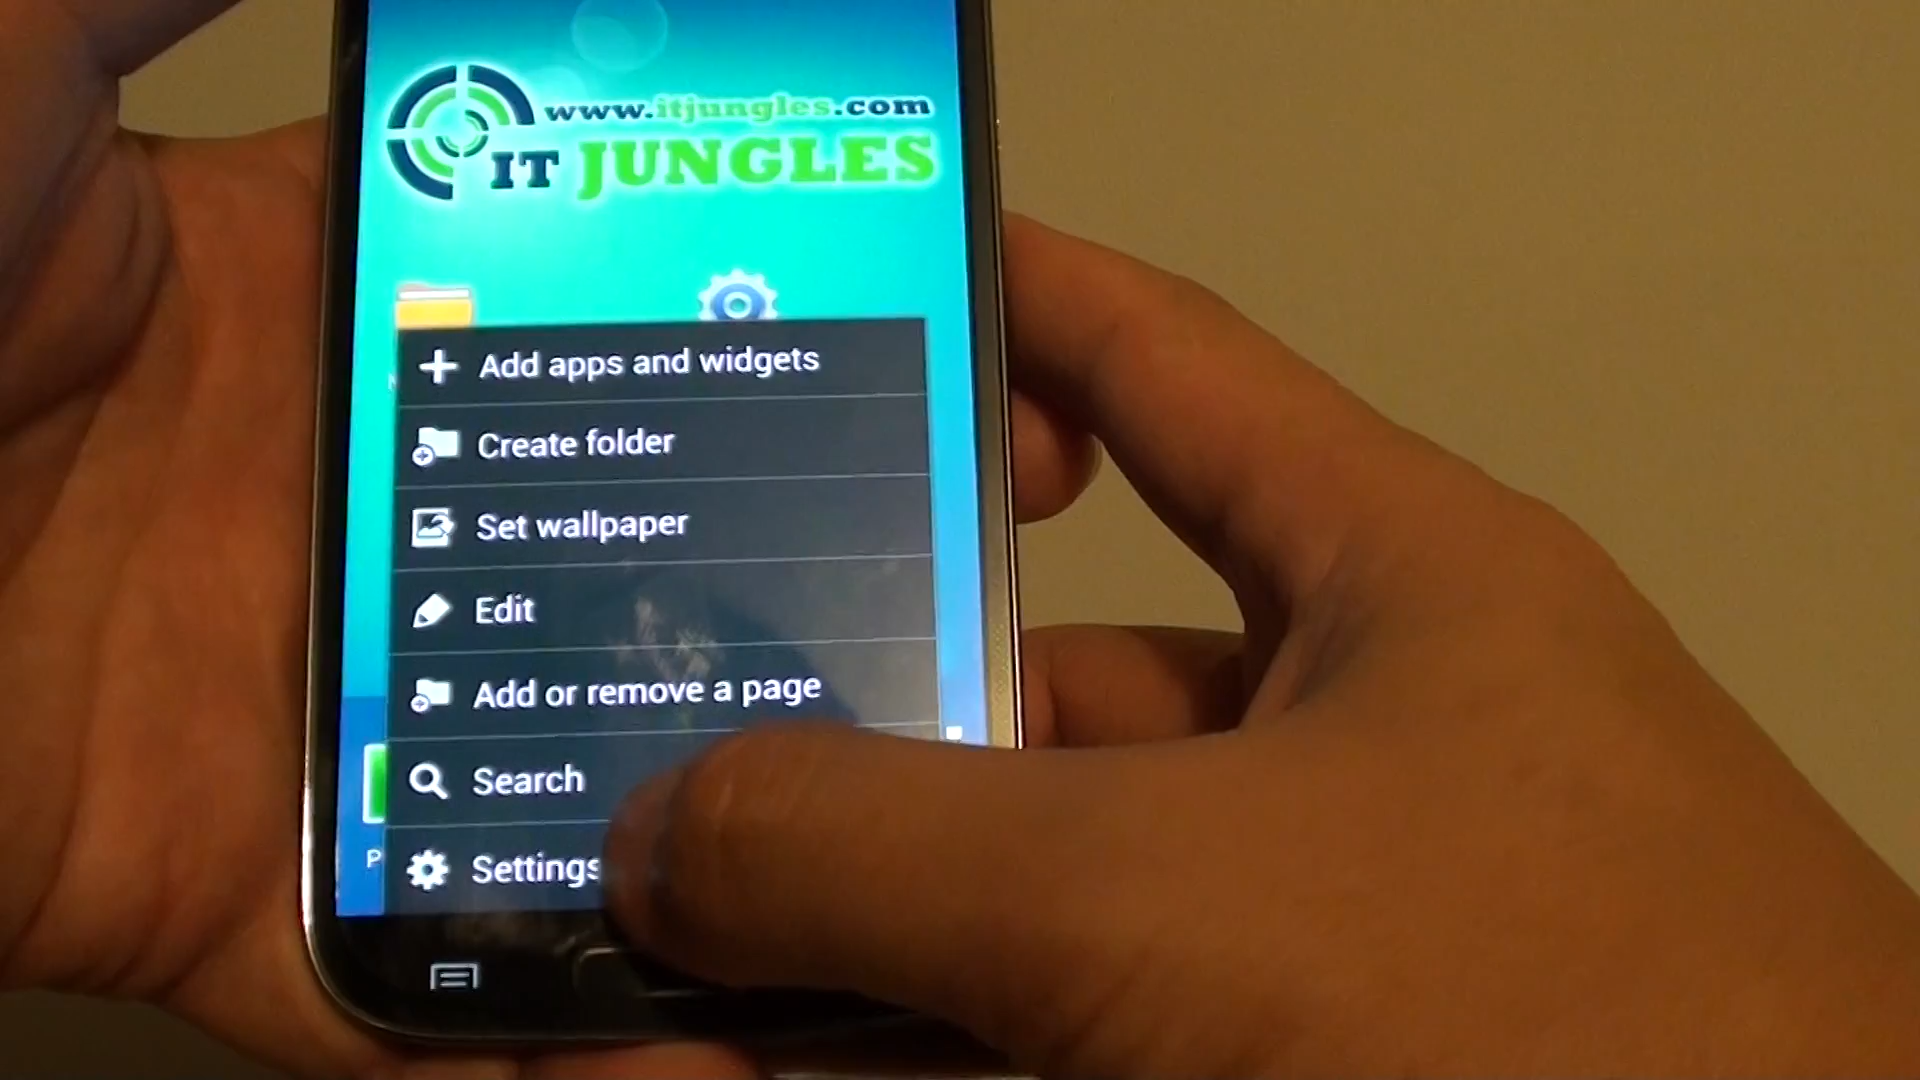 www.itjungles.com
IT JUNGLES
Add apps and widgets
Create folder
Set wallpaper
Edit
Add or remove a page
Search
Settings
P